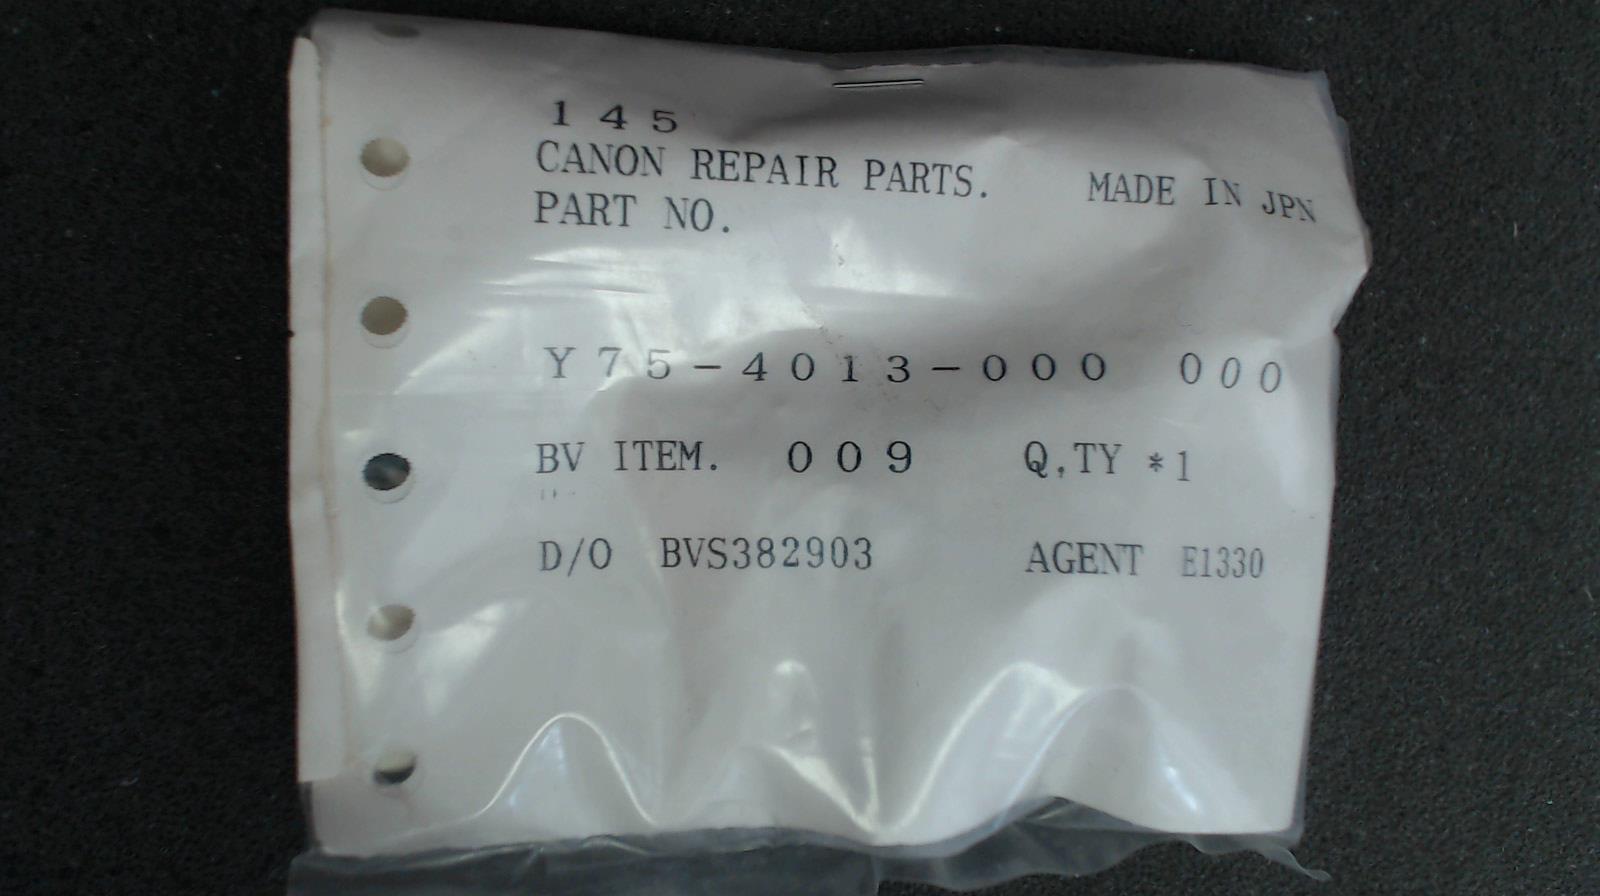 145
CANON REPAIR PARTS. MADE IN JPN
PART NO.
Y75-4013-000 000
BV ITEM. 009 Q,TY *1
D/O BVS382903 AGENT E1330